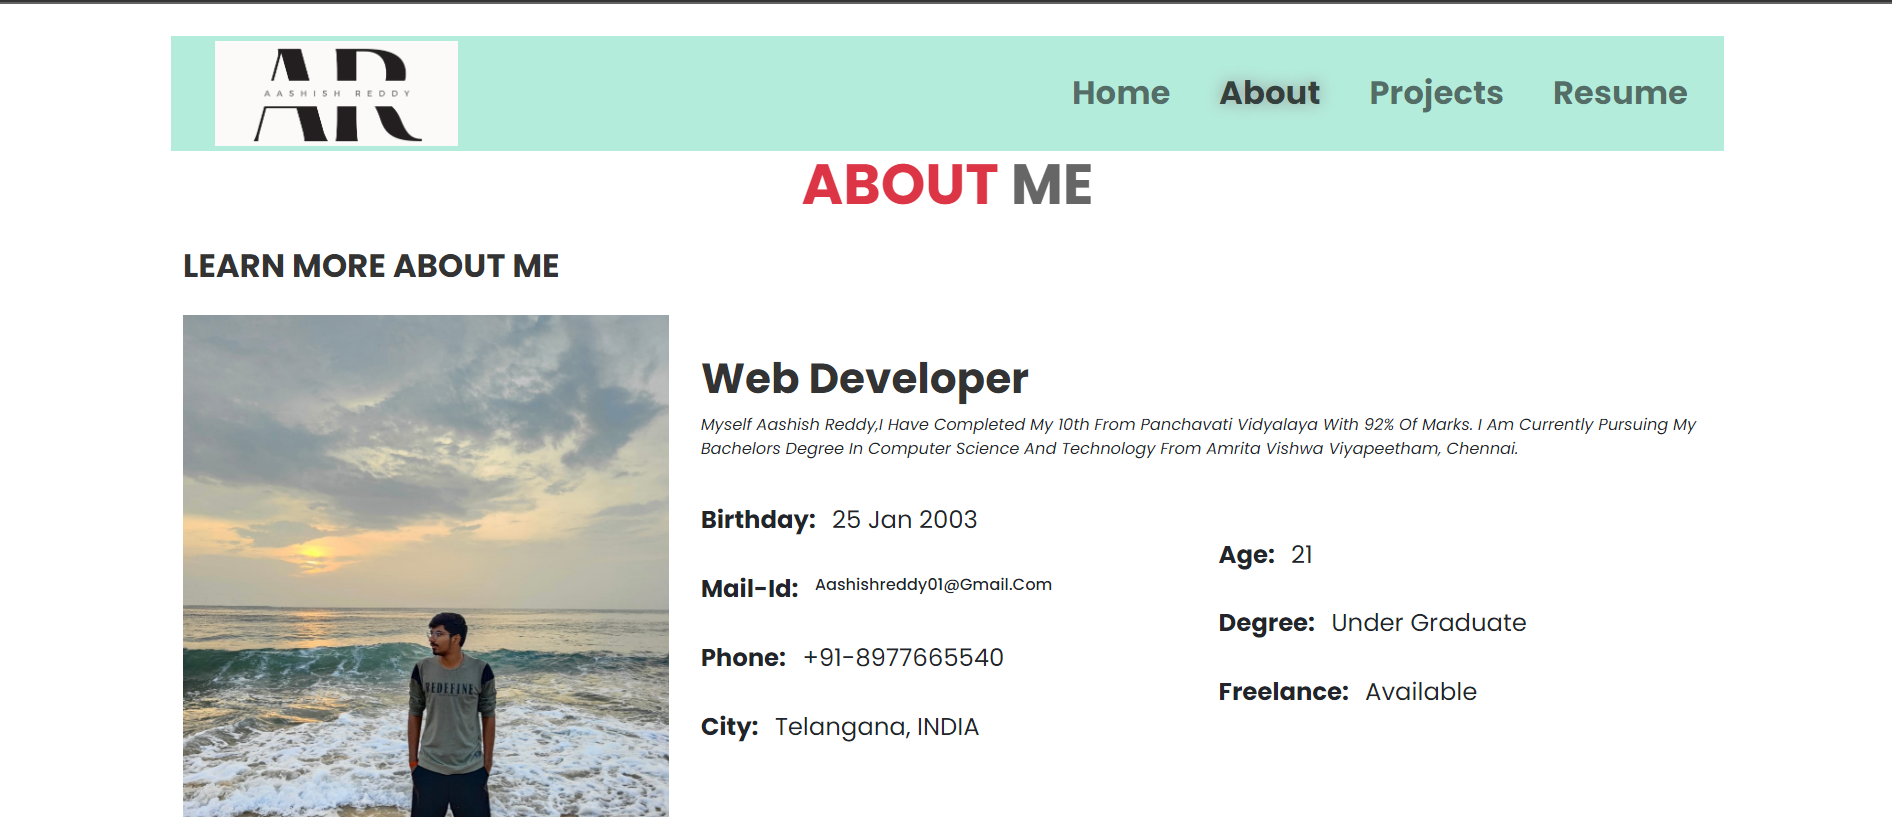 AR
AASHISH REDDY
Home About Projects Resume
ABOUT ME
LEARN MORE ABOUT ME
Web Developer
Myself Aashish Reddy,I Have Completed My 10th From Panchavati Vidyalaya With 92% Of Marks. I Am Currently Pursuing My
Bachelors Degree In Computer Science And Technology From Amrita Vishwa Viyapeetham, Chennai.
Birthday: 25 Jan 2003
Mail-Id: Aashishreddy01@Gmail.Com
Phone: +91-8977665540
City: Telangana, INDIA
Age: 21
Degree: Under Graduate
Freelance: Available
REDEFINE